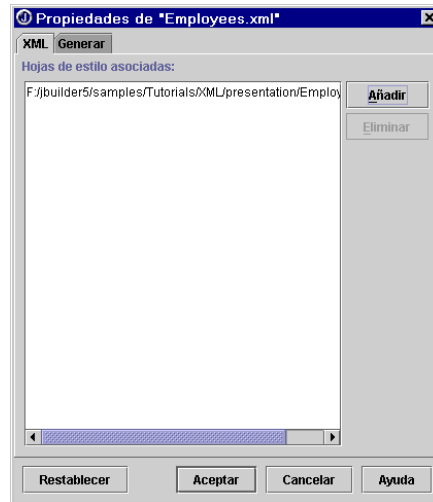 Propiedades de "Employees.xml"
XML Generar
Hojas de estilo asociadas:
F:/jbuilder5/samples/Tutorials/XML/presentation/Employ
Añadir
Eliminar
Restablecer Aceptar Cancelar Ayuda